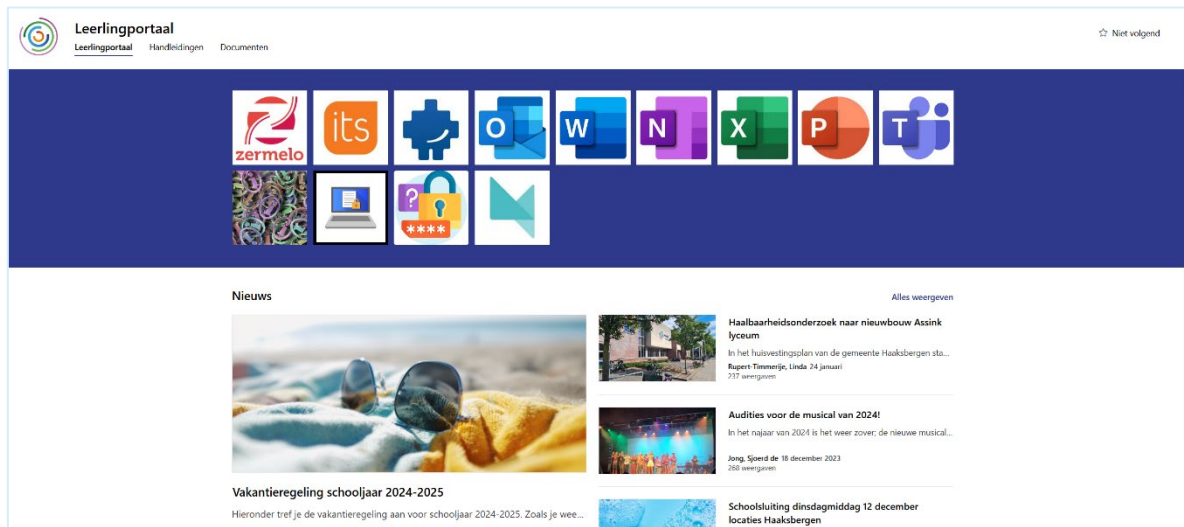 Leerlingportaal
Leerlingportaal Handleidingen Documenten
Niet volgend
zermelo
its
O
W
N
X
P
T
?
****
Nieuws
Alles weergeven
Vakantieregeling schooljaar 2024-2025
Hieronder tref je de vakantieregeling aan voor schooljaar 2024-2025. Zoals je wee...
Haalbaarheidsonderzoek naar nieuwbouw Assink
lyceum
In het huisvestingsplan van de gemeente Haaksbergen sta...
Rupert-Timmerije, Linda 24 januari
237 weergaven
Audities voor de musical van 2024!
In het najaar van 2024 is het weer zover; de nieuwe musical...
Jong, Sjoerd de 18 december 2023
268 weergaven
Schoolsluiting dinsdagmiddag 12 december
locaties Haaksbergen